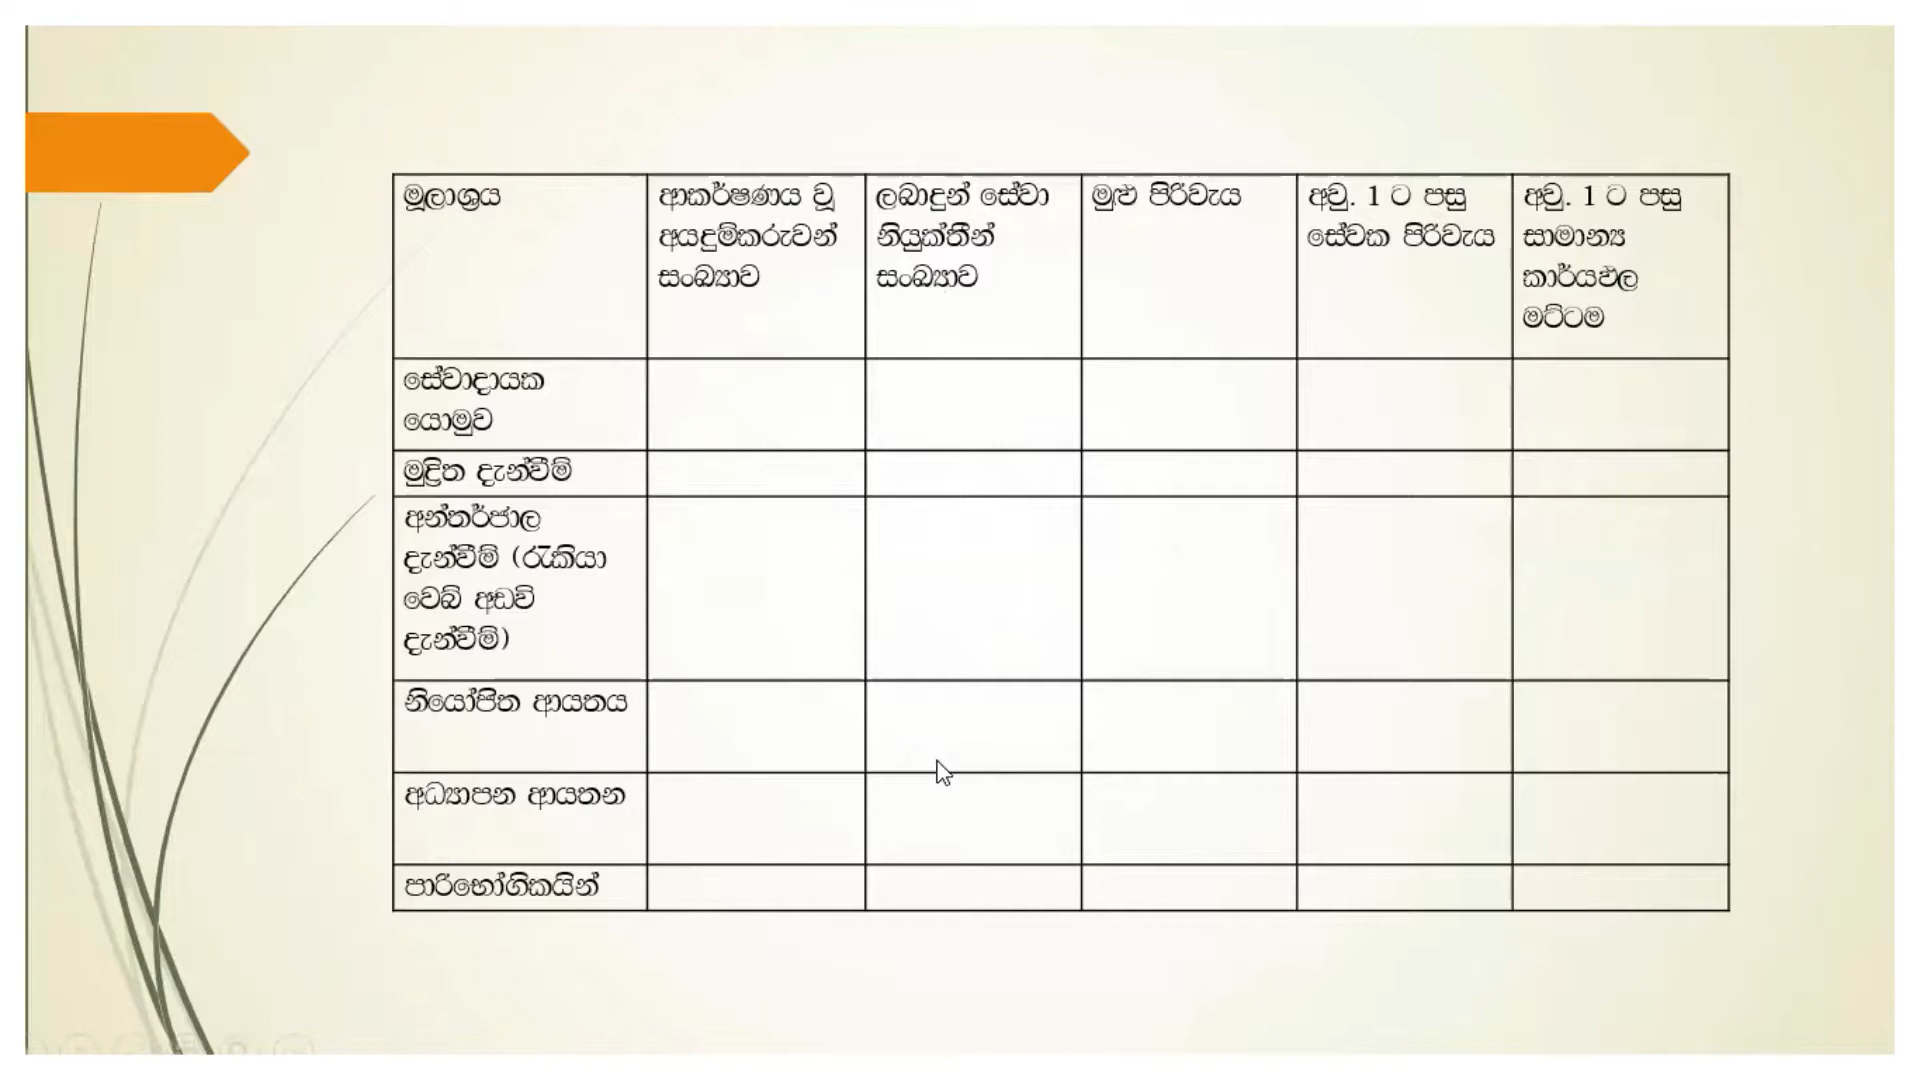 මූලාශ්‍රය
ආකර්ෂණය වූ
අයදුම්කරුවන්
සංඛ්‍යාව
ලබාදුන් සේවා
නියුක්තීන්
සංඛ්‍යාව
මුළු පිරිවැය
අවු. 1 ට පසු
සේවක පිරිවැය
අවු. 1 ට පසු
සාමාන්‍ය
කාර්යඵල
මට්ටම
සේවාදායක
යොමුව
මුද්‍රිත දැන්වීම්
අන්තර්ජාල
දැන්වීම් (රැකියා
වෙබ් අඩවි
දැන්වීම්)
නියෝජිත ආයතය
අධ්‍යාපන ආයතන
පාරිභෝගිකයින්